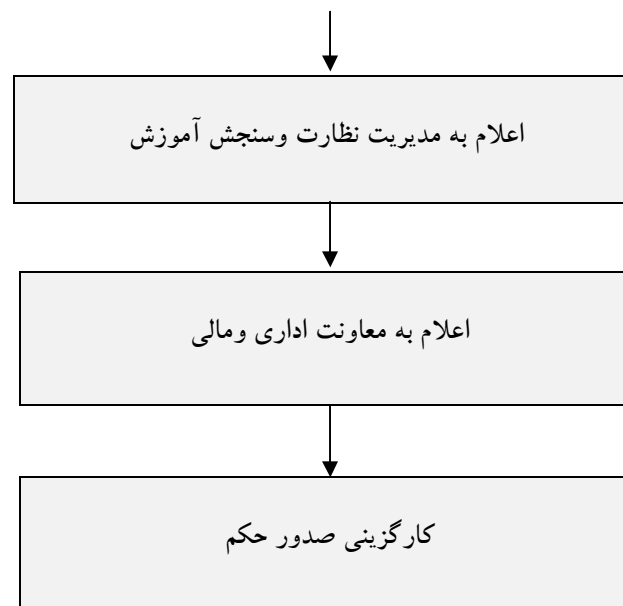 اعلام به مدیریت نظارت وسنجش آموزش
اعلام به معاونت اداری ومالی
کارگزینی صدور حکم